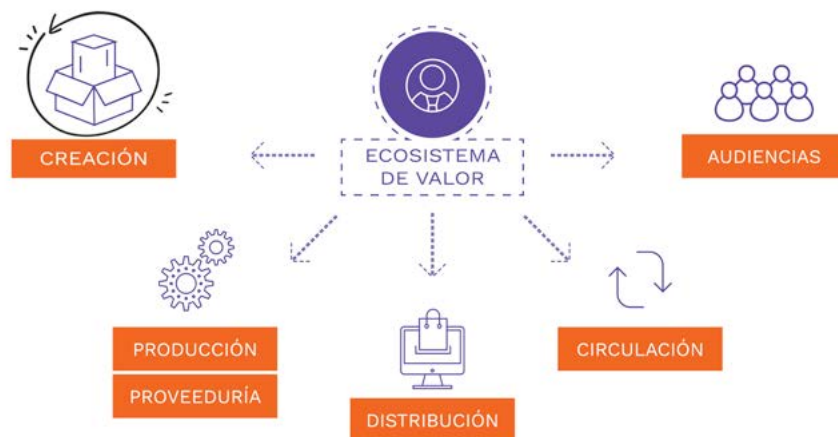 ECOSISTEMA
DE VALOR
CREACIÓN
AUDIENCIAS
PRODUCCIÓN
PROVEEDURÍA
DISTRIBUCIÓN
CIRCULACIÓN